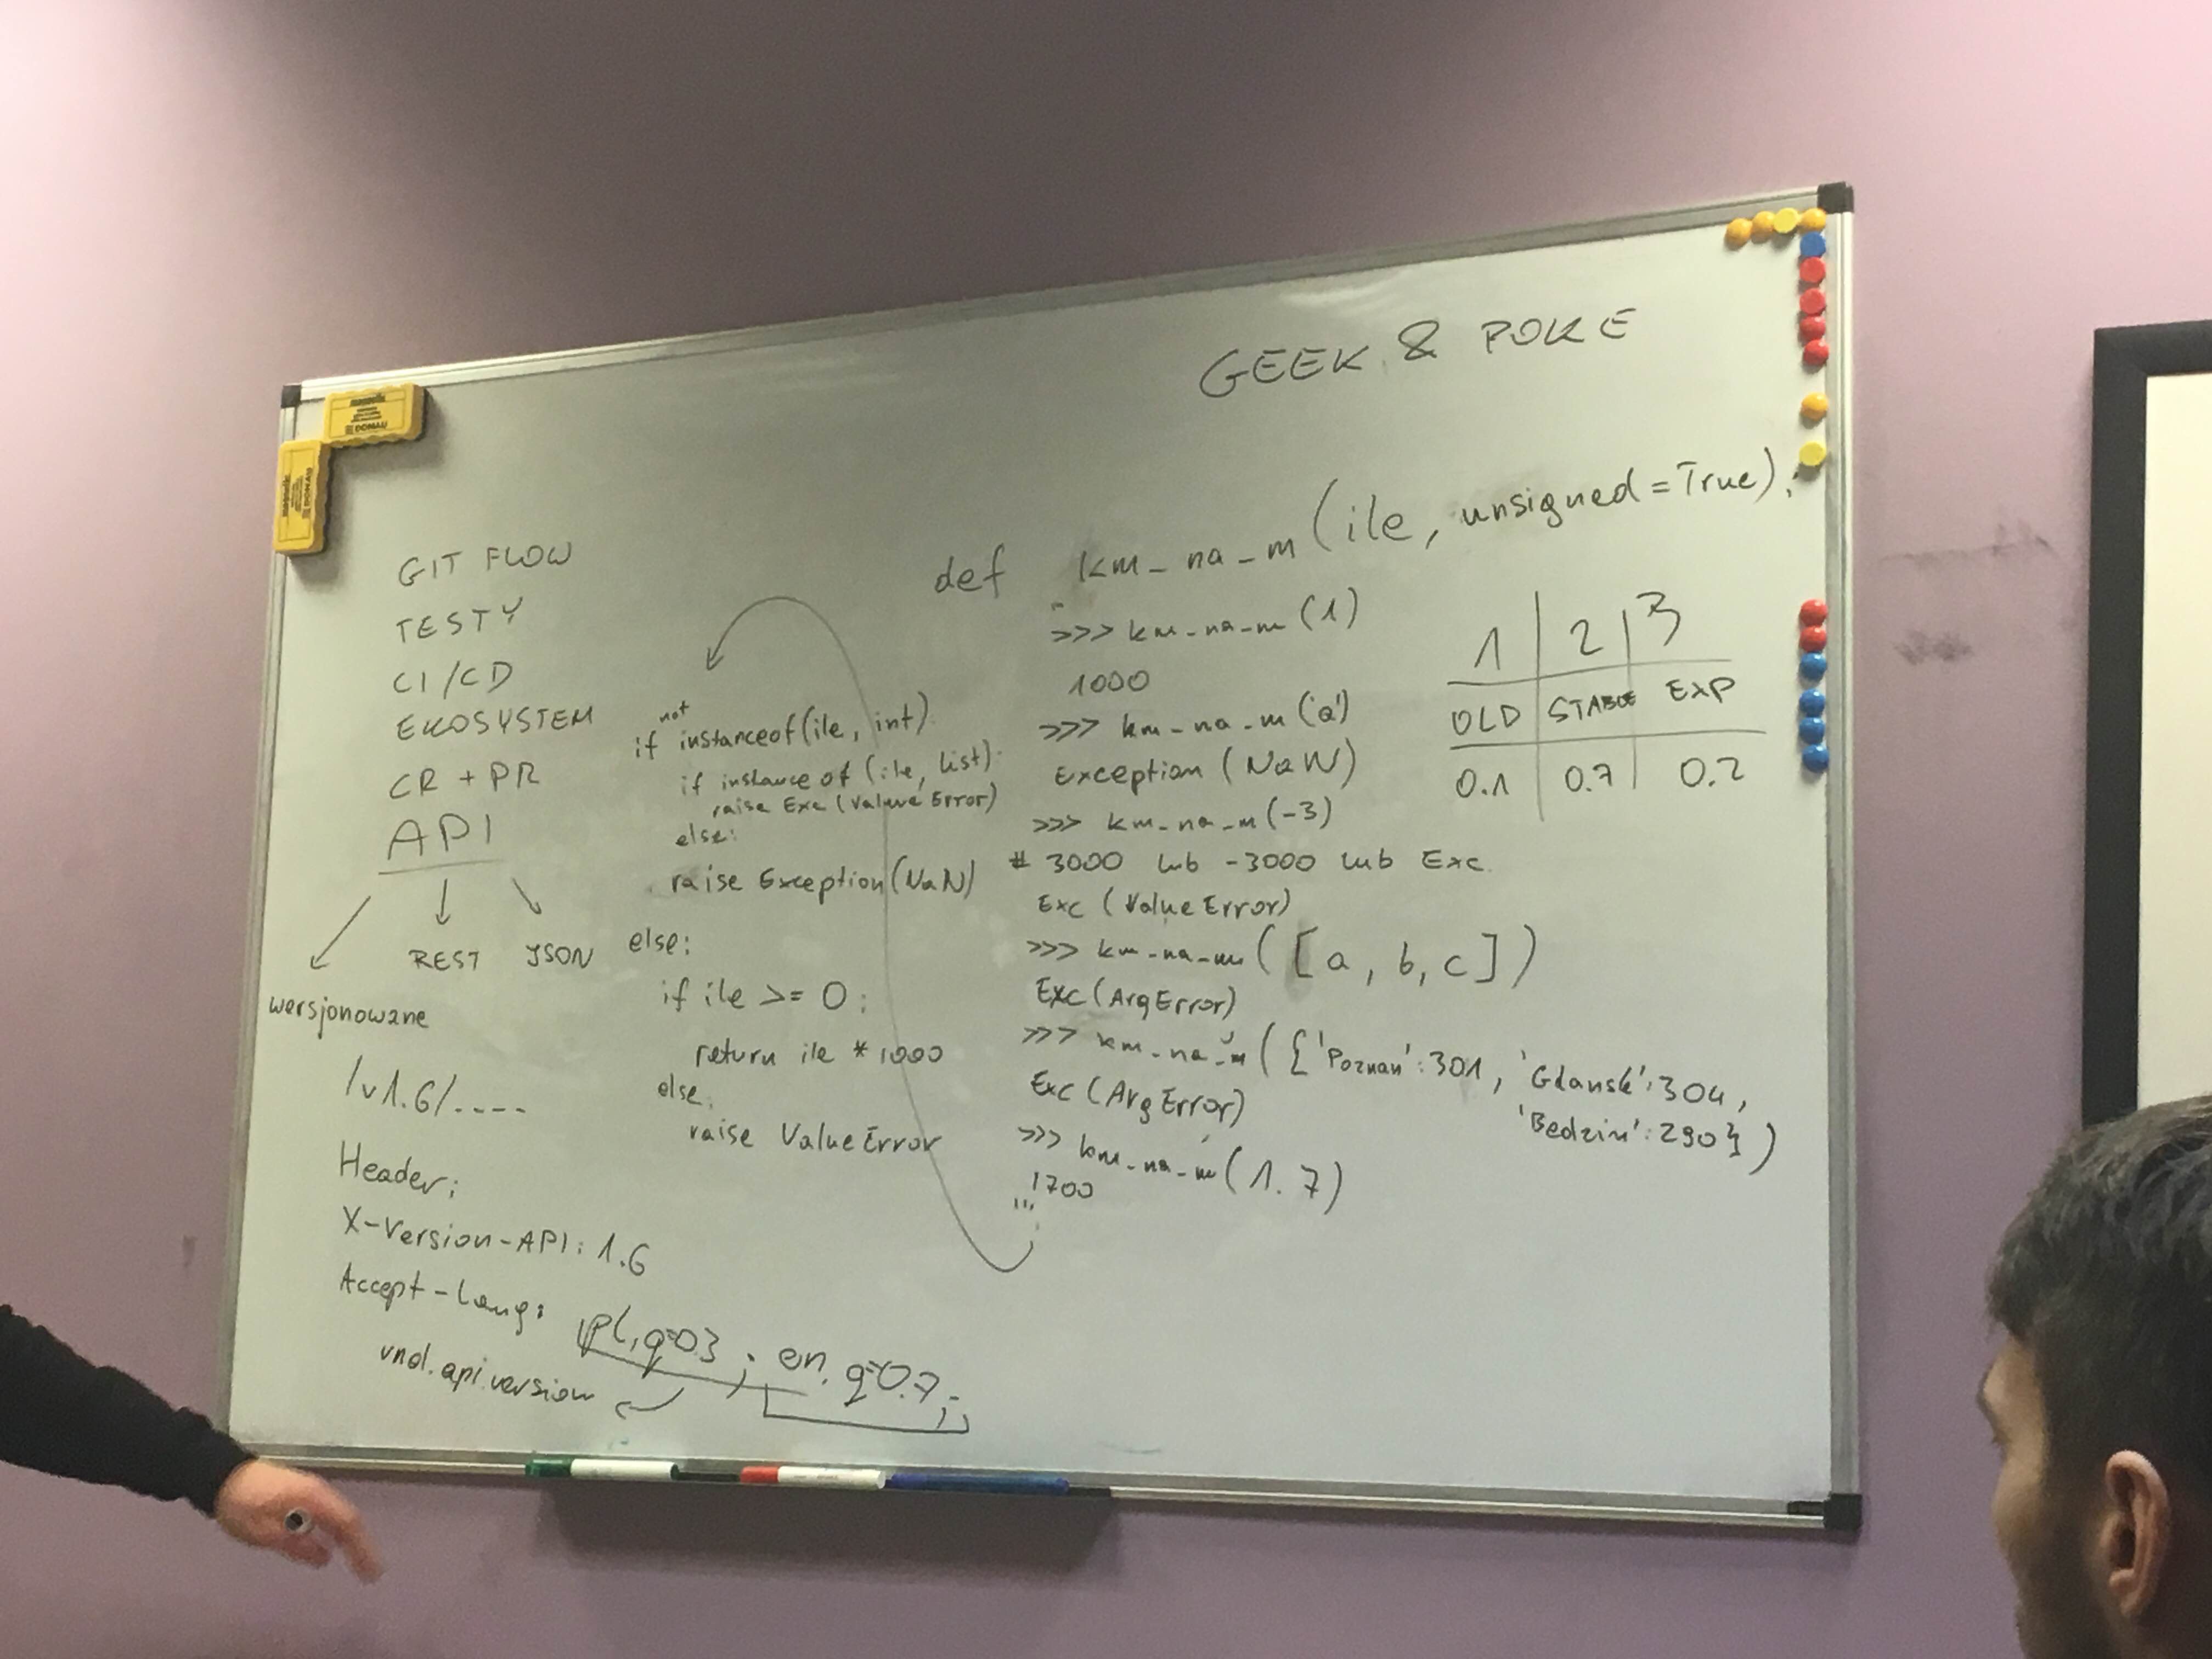 GEEK & POKE
GIT FLOW
TESTY
CI/CD
EKOSYSTEM
CR + PR
API
REST
JSON
wersjonowane
/v1.6/----
Header:
X-Version-API: 1.6
Accept-Lang: pl, q=0.3; en, q=0.7;
vnd.api.version
def km_na_m(ile, unsigned=True):
>>> km_na_m(1)
1000
>>> km_na_m('a')
Exception(NaN)
>>> km_na_m(-3)
# 3000 lub -3000 lub Exc.
Exc (ValueError)
>>> km_na_m([a, b, c])
Exc(ArgError)
>>> km_na_m({'Poznań':301, 'Gdansk':304,
'Bedzin':290})
Exc(ArgError)
>>> km_na_m(1.7)
1700
"""
if not instanceof(ile, int):
if instance of (ile, list):
raise Exc(ValueError)
else:
raise Exception(NaN)
else:
if ile >= 0:
return ile * 1000
else:
raise ValueError
1 2 3
OLD STABLE EXP
0.1 0.7 0.2
DONAU
DONAU